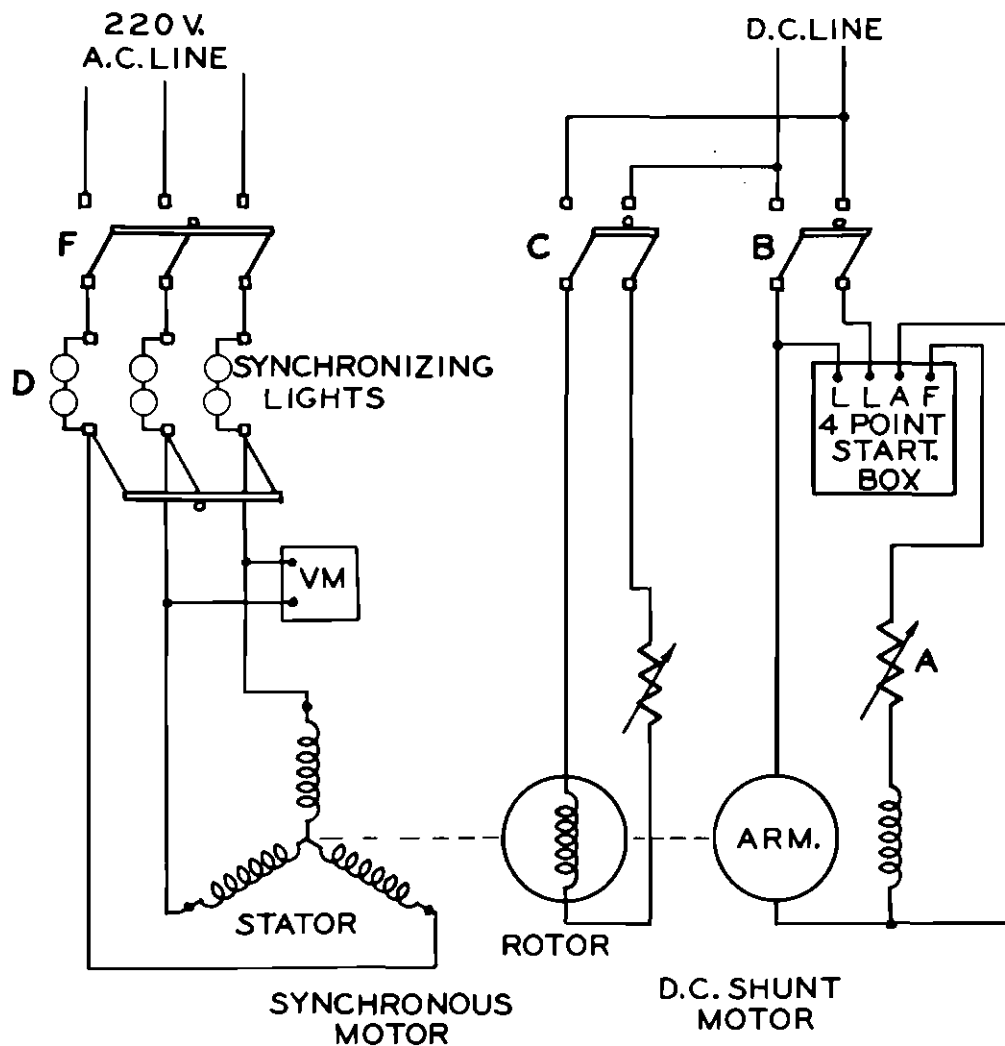 220 V.
A.C. LINE
D.C. LINE
F
C
B
D
SYNCHRONIZING
LIGHTS
L L A F
4 POINT
START.
BOX
VM
A
ARM.
STATOR
ROTOR
SYNCHRONOUS
MOTOR
D.C. SHUNT
MOTOR